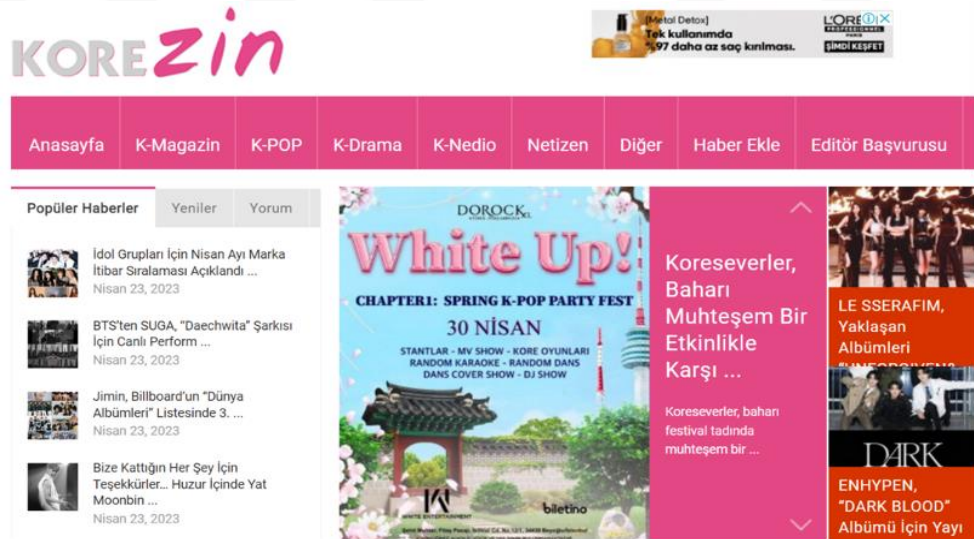 KOREzin
[Metal Detox]
Tek kullanımda
%97 daha az saç kırılması.
L'ORÉ
PROFESSIONNEL
PARIS
ŞİMDİ KEŞFET
Anasayfa K-Magazin K-POP K-Drama K-Nedio Netizen Diğer Haber Ekle Editör Başvurusu
Popüler Haberler Yeniler Yorum
İdol Grupları İçin Nisan Ayı Marka
İtibar Sıralaması Açıklandı ...
Nisan 23, 2023
BTS'ten SUGA, "Daechwita" Şarkısı
İçin Canlı Perform ...
Nisan 23, 2023
Jimin, Billboard'un "Dünya
Albümleri" Listesinde 3. ...
Nisan 23, 2023
Bize Kattığın Her Şey İçin
Teşekkürler... Huzur İçinde Yat
Moonbin ...
Nisan 23, 2023
DOROCK XL
White Up!
CHAPTER1: SPRING K-POP PARTY FEST
30 NİSAN
STANTLAR - MV SHOW - KORE OYUNLARI
RANDOM KARAOKE - RANDOM DANS
DANS COVER SHOW - DJ SHOW
WHITE ENTERTAINMENT
biletino
Koreseverler,
Baharı
Muhteşem Bir
Etkinlikle
Karşı ...
Koreseverler, baharı
festival tadında
muhteşem bir ...
LE SSERAFIM,
Yaklaşan
Albümleri
"UNFORGIVEN"
DARK
ENHYPEN,
"DARK BLOOD"
Albümü İçin Yayı